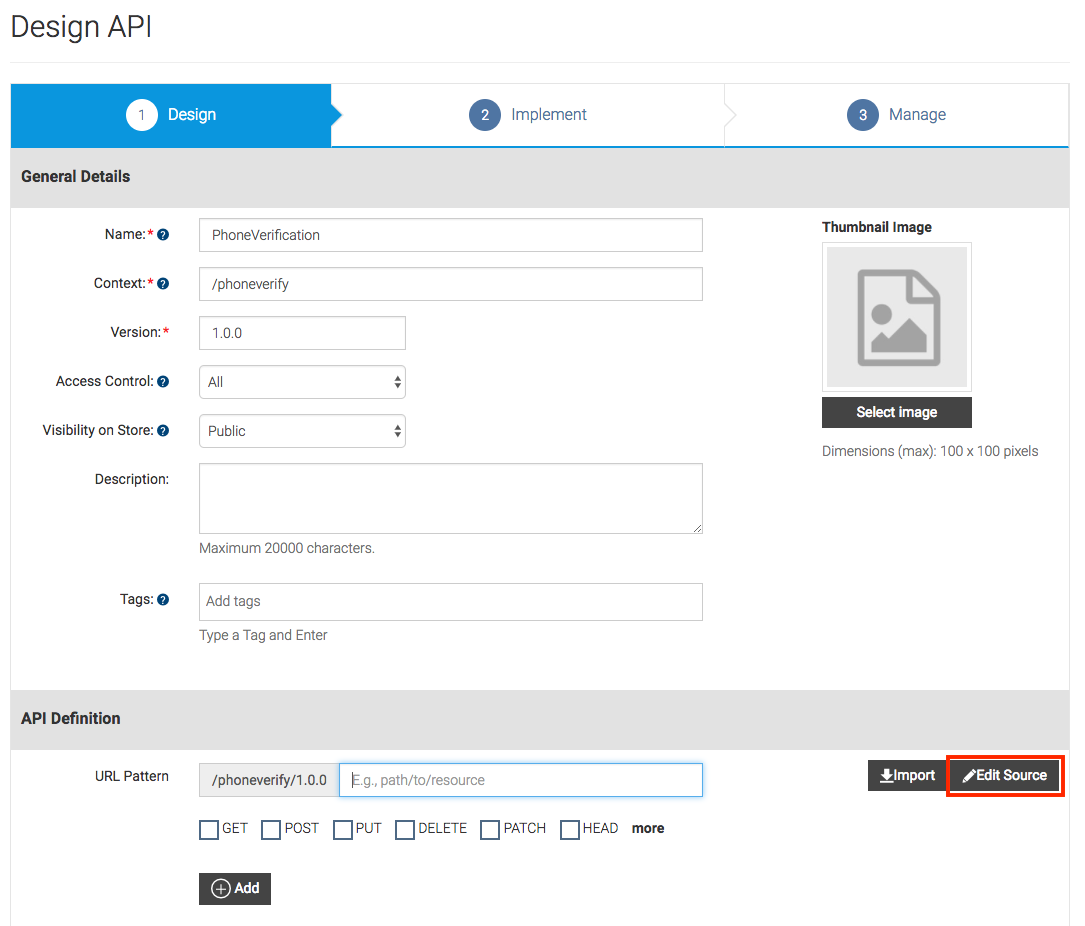 Design API
1 Design
2 Implement
3 Manage
General Details
Name:* ?
PhoneVerification
Thumbnail Image
Context:* ?
/phoneverify
Version:*
1.0.0
Access Control: ?
All
Select image
Visibility on Store: ?
Public
Dimensions (max): 100 x 100 pixels
Description:
Maximum 20000 characters.
Tags: ?
Add tags
Type a Tag and Enter
API Definition
URL Pattern
/phoneverify/1.0.0
E.g., path/to/resource
Import
Edit Source
GET POST PUT DELETE PATCH HEAD more
Add